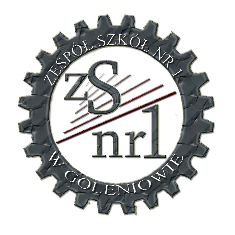 ZESPÓŁ SZKÓŁ NR 1
zS
nr1
W GOLENIOWIE